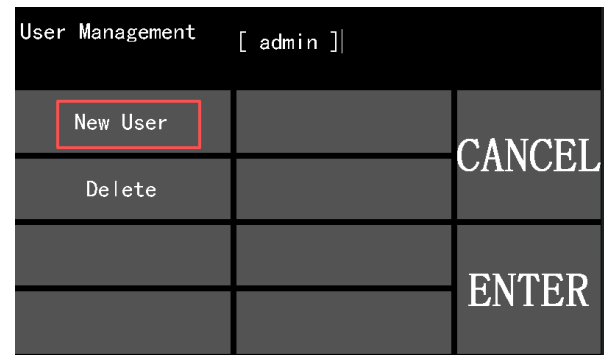 User Management [ admin ]
New User
CANCEL
Delete
ENTER